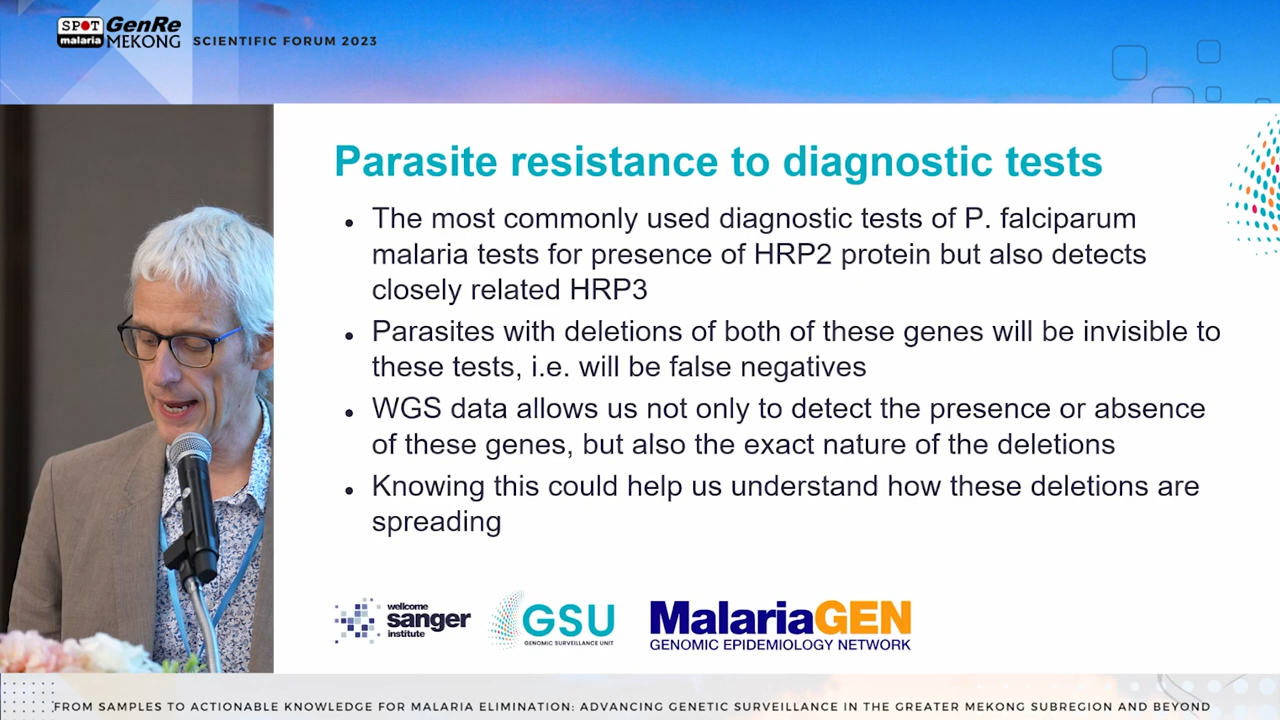 SPOT malaria GenRe MEKONG SCIENTIFIC FORUM 2023
Parasite resistance to diagnostic tests
• The most commonly used diagnostic tests of P. falciparum
malaria tests for presence of HRP2 protein but also detects
closely related HRP3
• Parasites with deletions of both of these genes will be invisible to
these tests, i.e. will be false negatives
• WGS data allows us not only to detect the presence or absence
of these genes, but also the exact nature of the deletions
• Knowing this could help us understand how these deletions are
spreading
wellcome
sanger
institute
GSU
GENOMIC SURVEILLANCE UNIT
MalariaGEN
GENOMIC EPIDEMIOLOGY NETWORK
FROM SAMPLES TO ACTIONABLE KNOWLEDGE FOR MALARIA ELIMINATION: ADVANCING GENETIC SURVEILLANCE IN THE GREATER MEKONG SUBREGION AND BEYOND